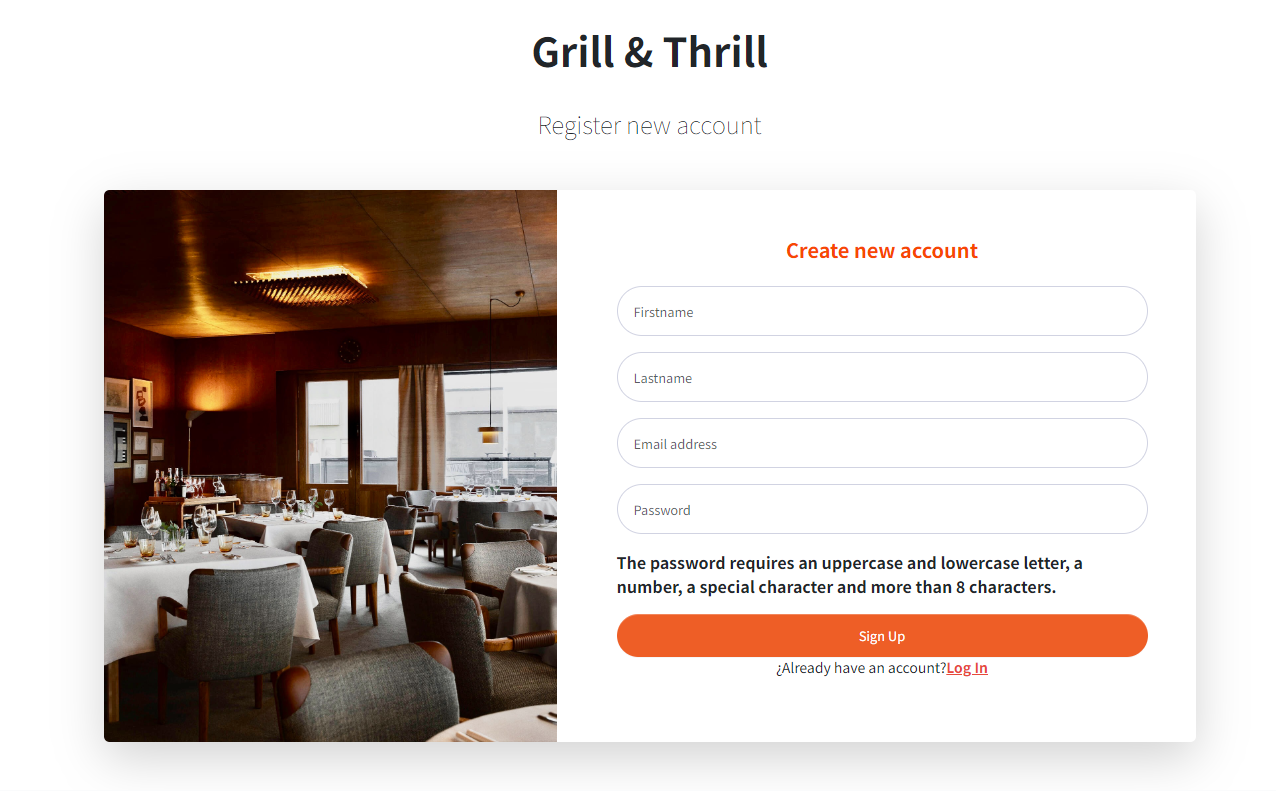 Grill & Thrill
Register new account
Create new account
Firstname
Lastname
Email address
Password
The password requires an uppercase and lowercase letter, a
number, a special character and more than 8 characters.
Sign Up
¿Already have an account?Log In